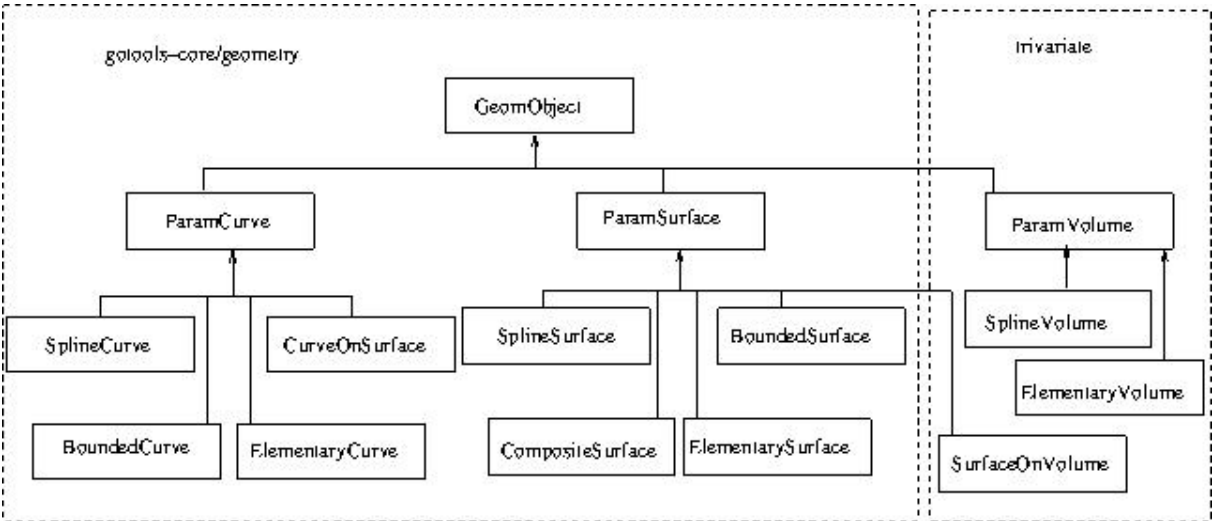 gotools-core/geometry
trivariate
GeomObject
ParamCurve
ParamSurface
ParamVolume
SplineCurve
CurveOnSurface
SplineSurface
BoundedSurface
SplineVolume
ElementaryVolume
BoundedCurve
ElementaryCurve
CompositeSurface
ElementarySurface
SurfaceOnVolume